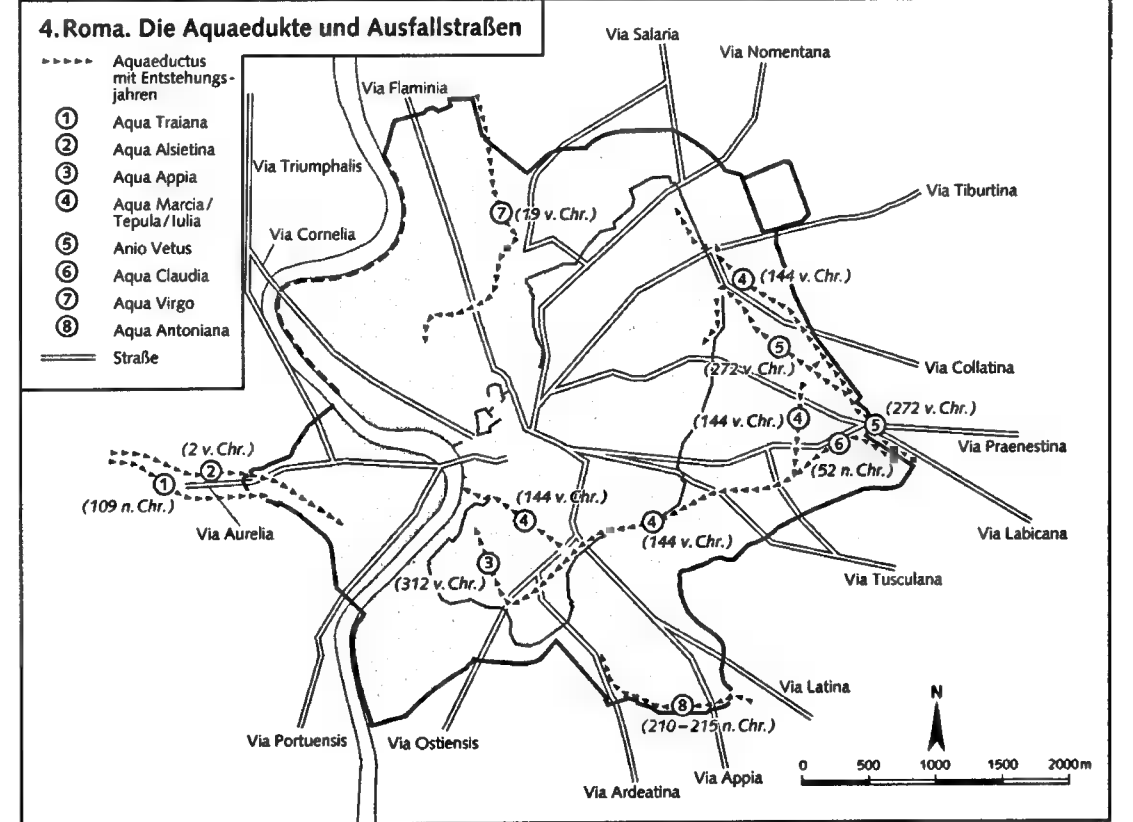 4. Roma. Die Aquaedukte und Ausfallstraßen
Aquaeductus
mit Entstehungs-
jahren
1 Aqua Traiana
2 Aqua Alsietina
3 Aqua Appia
4 Aqua Marcia/
Tepula/Iulia
5 Anio Vetus
6 Aqua Claudia
7 Aqua Virgo
8 Aqua Antoniana
Straße
Via Salaria
Via Nomentana
Via Flaminia
Via Triumphalis
Via Tiburtina
7 (19 v. Chr.)
Via Cornelia
4 (144 v. Chr.)
5
(272 v. Chr.)
Via Collatina
(272 v. Chr.)
5
(144 v. Chr.) 4
6
(52 n. Chr.)
Via Praenestina
(2 v. Chr.)
2
1
(109 n. Chr.)
Via Aurelia
(144 v. Chr.)
4
4
(144 v. Chr.)
Via Labicana
3
(312 v. Chr.)
Via Tusculana
Via Latina
8
(210–215 n. Chr.)
Via Portuensis
Via Ostiensis
Via Appia
Via Ardeatina
N
0 500 1000 1500 2000 m